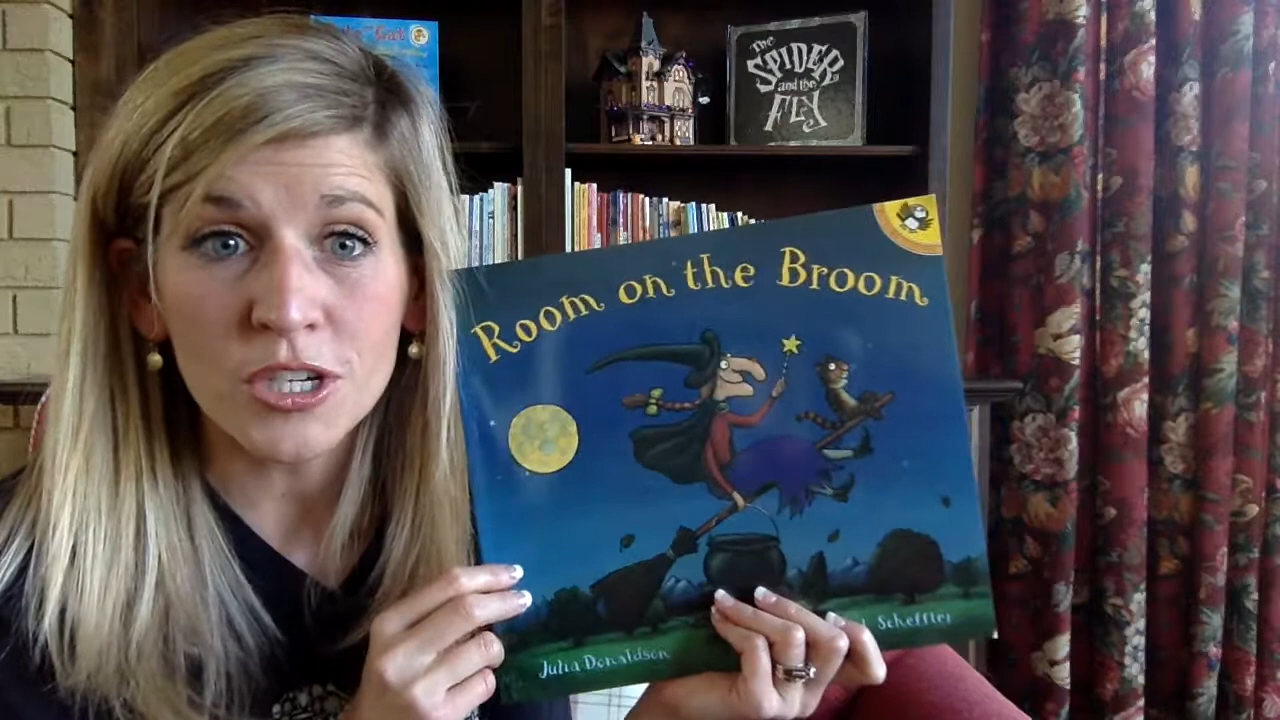 The
SPIDER
and the
FLY
Room on the Broom
Julia Donaldson
Scheffler